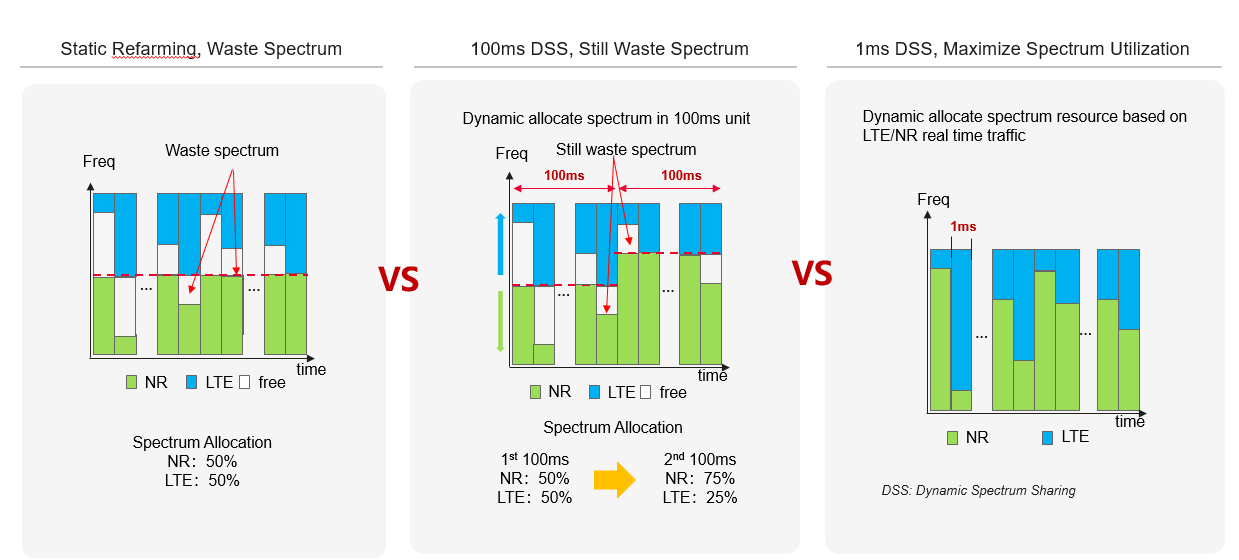 Static Refarming, Waste Spectrum
Waste spectrum
Freq
...
...
time
NR
LTE
free
Spectrum Allocation
NR: 50%
LTE: 50%
VS
100ms DSS, Still Waste Spectrum
Dynamic allocate spectrum in 100ms unit
Freq
Still waste spectrum
100ms
100ms
...
...
time
NR
LTE
free
Spectrum Allocation
1st 100ms
NR: 50%
LTE: 50%
2nd 100ms
NR: 75%
LTE: 25%
VS
1ms DSS, Maximize Spectrum Utilization
Dynamic allocate spectrum resource based on
LTE/NR real time traffic
Freq
1ms
...
...
time
NR
LTE
DSS: Dynamic Spectrum Sharing